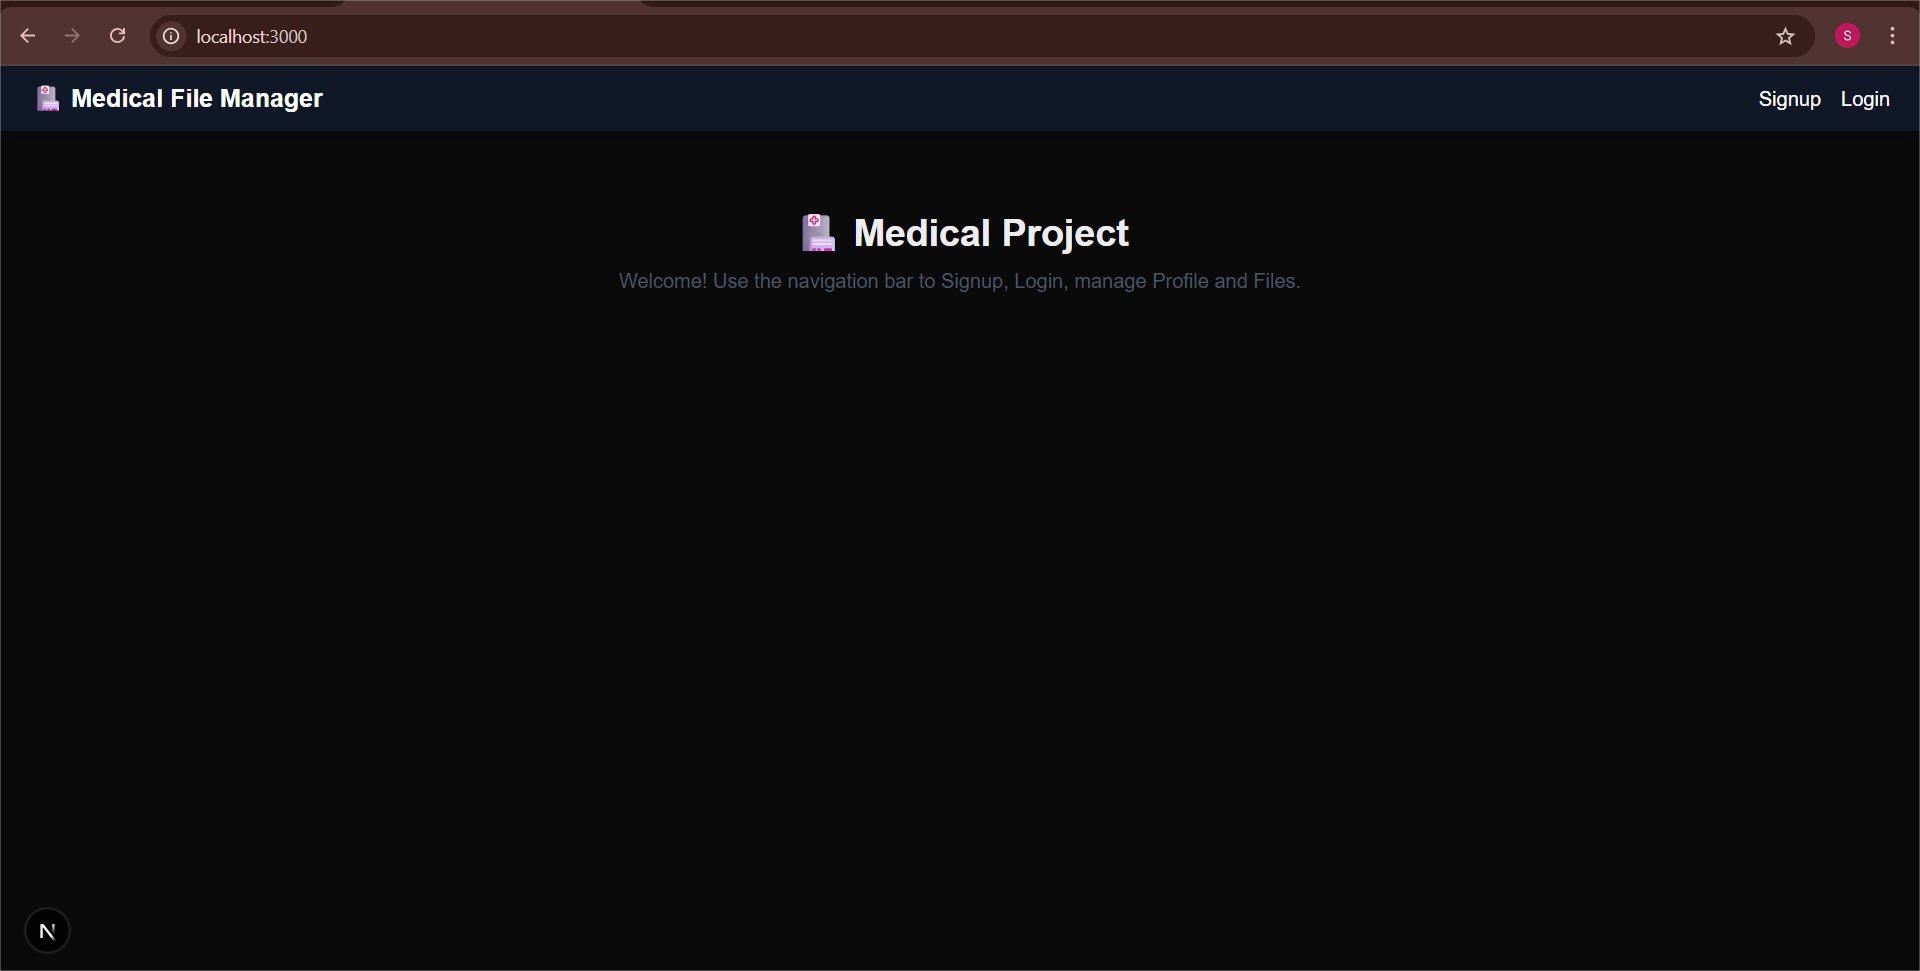 localhost:3000
S
Medical File Manager
Signup Login
Medical Project
Welcome! Use the navigation bar to Signup, Login, manage Profile and Files.
N